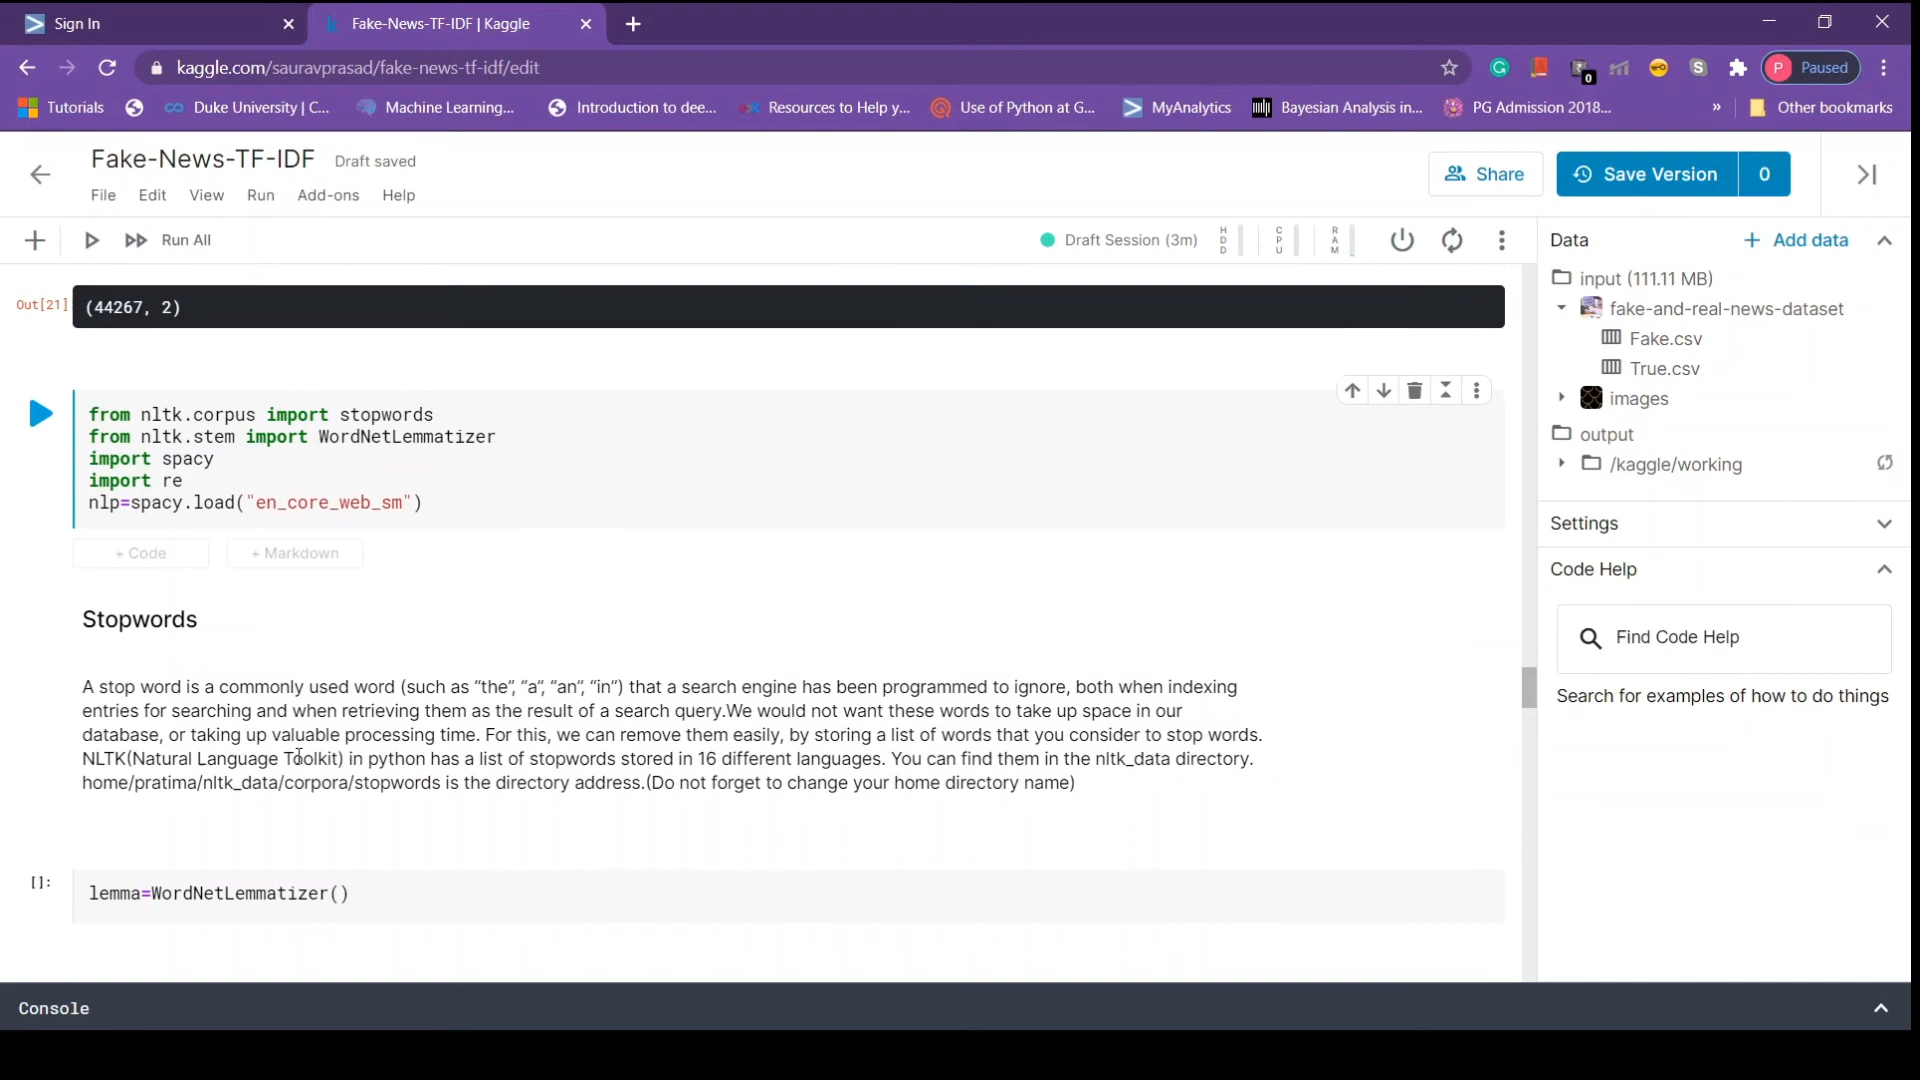 Sign In
Fake-News-TF-IDF | Kaggle
kaggle.com/sauravprasad/fake-news-tf-idf/edit
0
P Paused
Tutorials
Duke University | C...
Machine Learning...
Introduction to dee...
Resources to Help y...
Use of Python at G...
MyAnalytics
Bayesian Analysis in...
PG Admission 2018...
»
Other bookmarks
Fake-News-TF-IDF Draft saved
File Edit View Run Add-ons Help
Share
Save Version 0
Run All
Draft Session (3m)
HDD
CPU
RAM
Data
+ Add data
input (111.11 MB)
fake-and-real-news-dataset
Fake.csv
True.csv
images
output
/kaggle/working
Settings
Code Help
Find Code Help
Search for examples of how to do things
Out[21]
(44267, 2)
from nltk.corpus import stopwords
from nltk.stem import WordNetLemmatizer
import spacy
import re
nlp=spacy.load("en_core_web_sm")
+ Code + Markdown
Stopwords
A stop word is a commonly used word (such as “the”, “a”, “an”, “in”) that a search engine has been programmed to ignore, both when indexing
entries for searching and when retrieving them as the result of a search query.We would not want these words to take up space in our
database, or taking up valuable processing time. For this, we can remove them easily, by storing a list of words that you consider to stop words.
NLTK(Natural Language Toolkit) in python has a list of stopwords stored in 16 different languages. You can find them in the nltk_data directory.
home/pratima/nltk_data/corpora/stopwords is the directory address.(Do not forget to change your home directory name)
[]:
lemma=WordNetLemmatizer()
Console